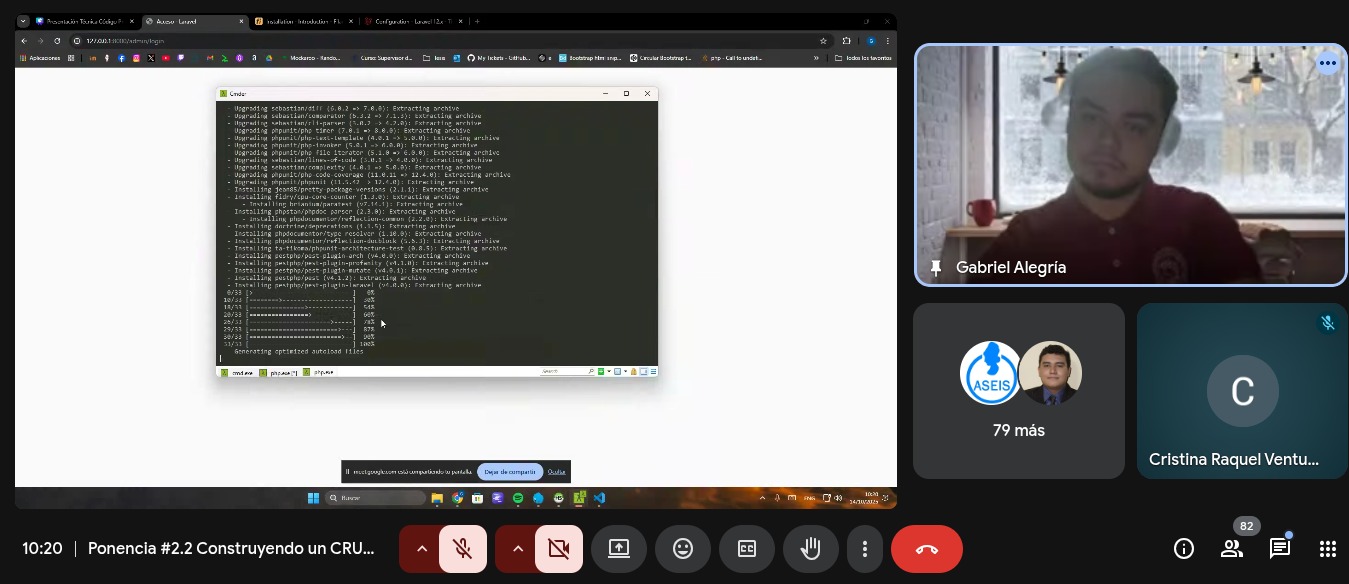 Presentación Técnica Código F
Acceso - Laravel
Installation - Introduction - Fil
Configuration - Laravel 12.x - T
127.0.0.1:8000/admin/login
Aplicaciones
Mockaroo - Rando...
Curso: Supervisor d...
tesis
My Tickets - GitHub...
Bootstrap html snip...
Circular Bootstrap t...
php - Call to undefi...
Todos los favoritos
Cmder
- Upgrading sebastian/diff (6.0.2 => 7.0.0): Extracting archive
- Upgrading sebastian/comparator (6.3.2 => 7.1.3): Extracting archive
- Upgrading sebastian/cli-parser (3.0.2 => 4.2.0): Extracting archive
- Upgrading phpunit/php-timer (7.0.1 => 8.0.0): Extracting archive
- Upgrading phpunit/php-text-template (4.0.1 => 5.0.0): Extracting archive
- Upgrading phpunit/php-invoker (5.0.1 => 6.0.0): Extracting archive
- Upgrading phpunit/php-file-iterator (5.1.0 => 6.0.0): Extracting archive
- Upgrading sebastian/lines-of-code (3.0.1 => 4.0.0): Extracting archive
- Upgrading sebastian/complexity (4.0.1 => 5.0.0): Extracting archive
- Upgrading phpunit/php-code-coverage (11.0.11 => 12.4.0): Extracting archive
- Upgrading phpunit/phpunit (11.5.42 => 12.4.0): Extracting archive
- Installing jean85/pretty-package-versions (2.1.1): Extracting archive
- Installing fidry/cpu-core-counter (1.3.0): Extracting archive
- Installing brianium/paratest (v7.14.1): Extracting archive
- Installing phpstan/phpdoc-parser (2.3.0): Extracting archive
- Installing phpdocumentor/reflection-common (2.2.0): Extracting archive
- Installing doctrine/deprecations (1.1.5): Extracting archive
- Installing phpdocumentor/type-resolver (1.10.0): Extracting archive
- Installing phpdocumentor/reflection-docblock (5.6.3): Extracting archive
- Installing ta-tikoma/phpunit-architecture-test (0.8.5): Extracting archive
- Installing pestphp/pest-plugin-arch (v4.0.0): Extracting archive
- Installing pestphp/pest-plugin-profanity (v4.1.0): Extracting archive
- Installing pestphp/pest-plugin-mutate (v4.0.1): Extracting archive
- Installing pestphp/pest (v4.1.2): Extracting archive
- Installing pestphp/pest-plugin-laravel (v4.0.0): Extracting archive
0/33 [>---------------------------] 0%
10/33 [========>-------------------] 30%
18/33 [===============>------------] 54%
20/33 [================>-----------] 60%
26/33 [======================>-----] 78%
29/33 [========================>---] 87%
30/33 [=========================>--] 90%
33/33 [============================] 100%
Generating optimized autoload files
cmd.exe
php.exe [*]
php.exe
Search
meet.google.com está compartiendo tu pantalla.
Dejar de compartir
Ocultar
Buscar
ENG
10:20
14/10/2025
Gabriel Alegría
ASEIS
79 más
C
Cristina Raquel Ventu...
10:20
Ponencia #2.2 Construyendo un CRU...
82